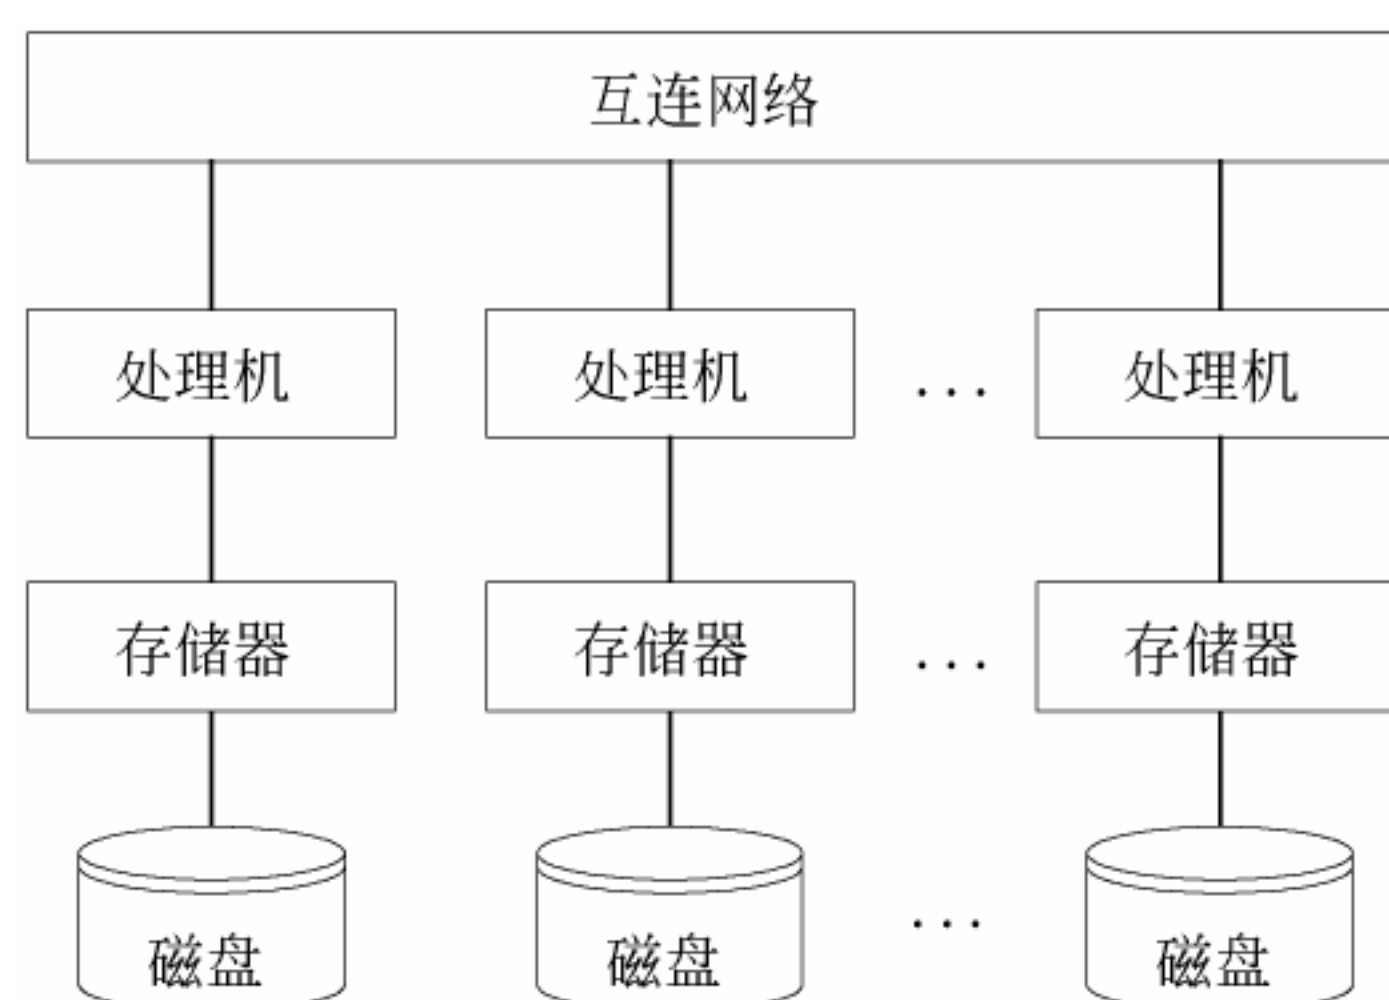 互连网络
处理机 处理机 ... 处理机
存储器 存储器 ... 存储器
磁盘 磁盘 ... 磁盘